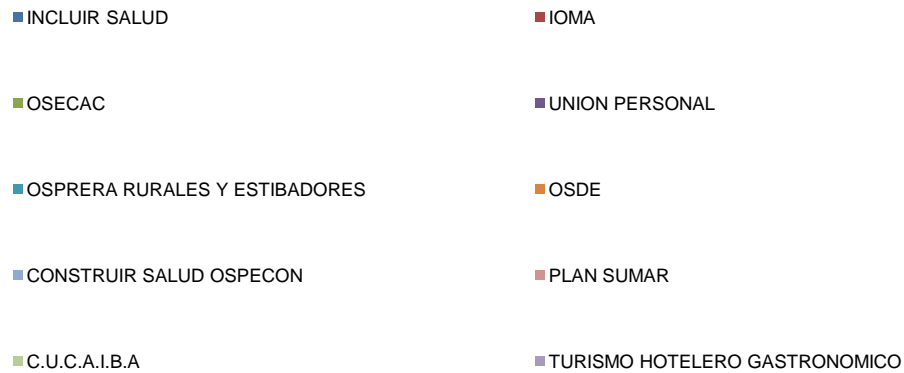 INCLUIR SALUD
IOMA
OSECAC
UNION PERSONAL
OSPRERA RURALES Y ESTIBADORES
OSDE
CONSTRUIR SALUD OSPECON
PLAN SUMAR
C.U.C.A.I.B.A
TURISMO HOTELERO GASTRONOMICO